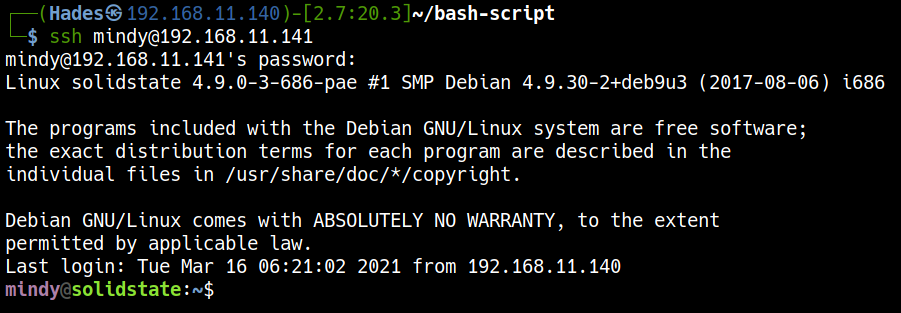 ┌──(Hades㉿192.168.11.140)-[2.7:20.3]~/bash-script
└─$ ssh mindy@192.168.11.141
mindy@192.168.11.141's password:
Linux solidstate 4.9.0-3-686-pae #1 SMP Debian 4.9.30-2+deb9u3 (2017-08-06) i686
The programs included with the Debian GNU/Linux system are free software;
the exact distribution terms for each program are described in the
individual files in /usr/share/doc/*/copyright.
Debian GNU/Linux comes with ABSOLUTELY NO WARRANTY, to the extent
permitted by applicable law.
Last login: Tue Mar 16 06:21:02 2021 from 192.168.11.140
mindy@solidstate:~$